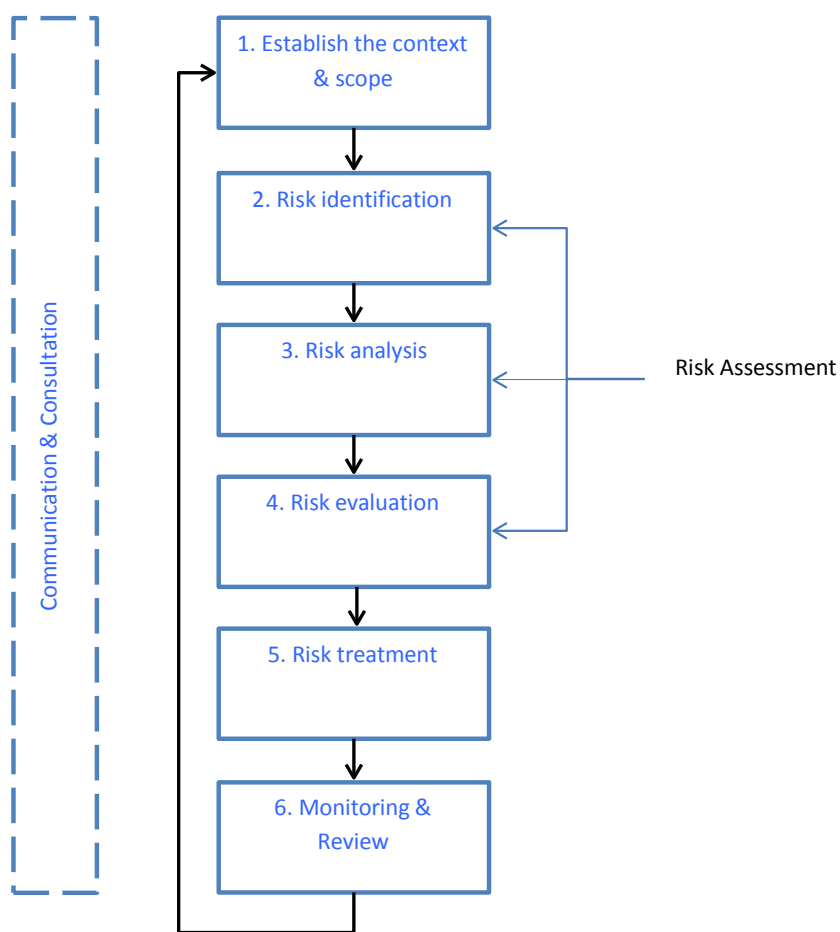 1. Establish the context
& scope
2. Risk identification
3. Risk analysis
Risk Assessment
4. Risk evaluation
5. Risk treatment
6. Monitoring &
Review
Communication & Consultation